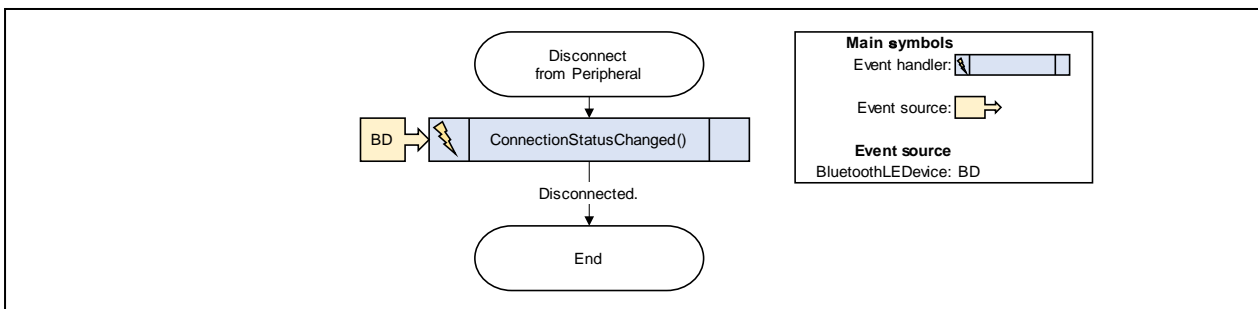 Disconnect
from Peripheral
BD
ConnectionStatusChanged()
Disconnected.
End
Main symbols
Event handler:
Event source:
Event source
BluetoothLEDevice: BD